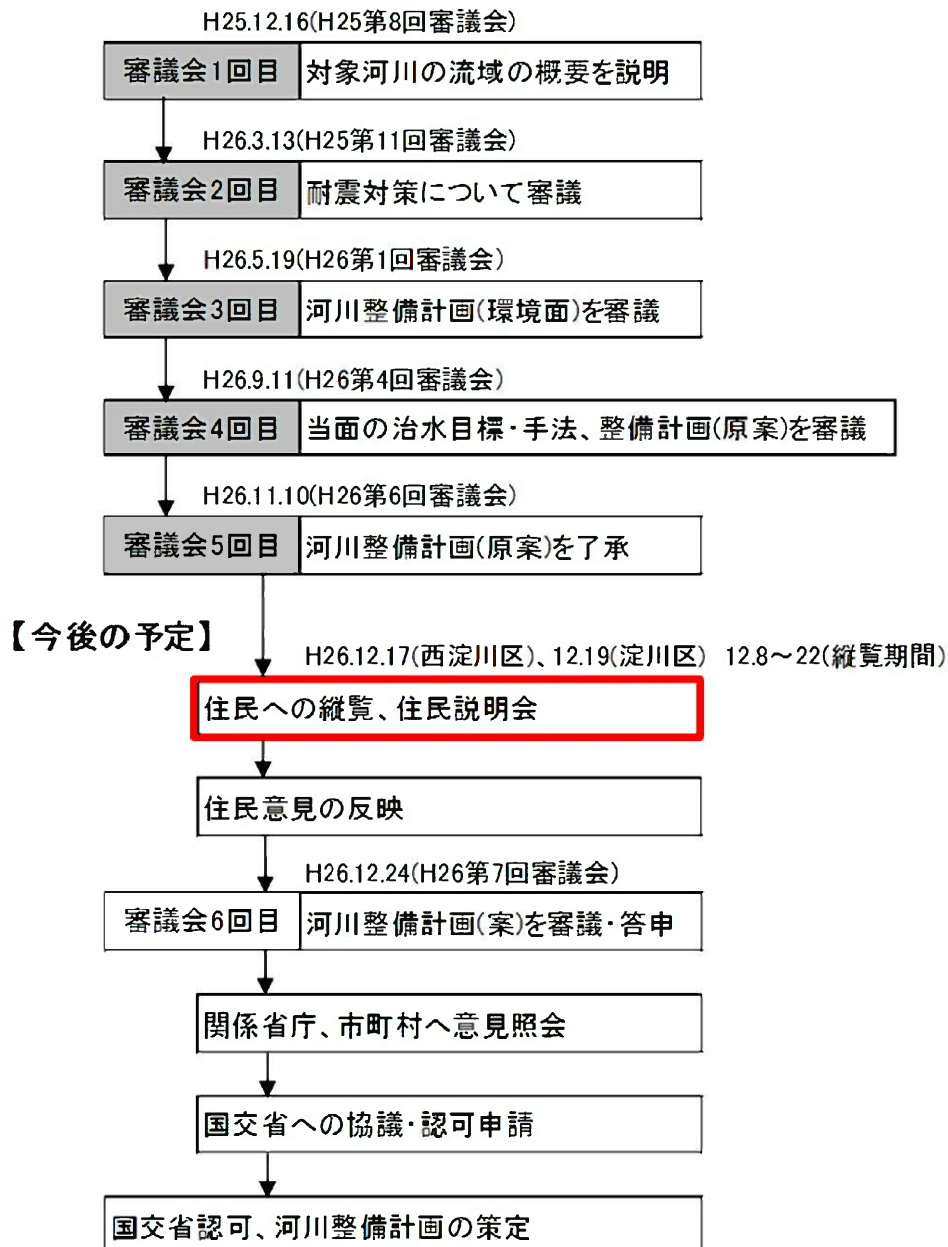 H25.12.16(H25第8回審議会)
審議会1回目 対象河川の流域の概要を説明
H26.3.13(H25第11回審議会)
審議会2回目 耐震対策について審議
H26.5.19(H26第1回審議会)
審議会3回目 河川整備計画(環境面)を審議
H26.9.11(H26第4回審議会)
審議会4回目 当面の治水目標・手法、整備計画(原案)を審議
H26.11.10(H26第6回審議会)
審議会5回目 河川整備計画(原案)を了承
【今後の予定】
H26.12.17(西淀川区)、12.19(淀川区) 12.8～22(縦覧期間)
住民への縦覧、住民説明会
住民意見の反映
H26.12.24(H26第7回審議会)
審議会6回目 河川整備計画(案)を審議・答申
関係省庁、市町村へ意見照会
国交省への協議・認可申請
国交省認可、河川整備計画の策定